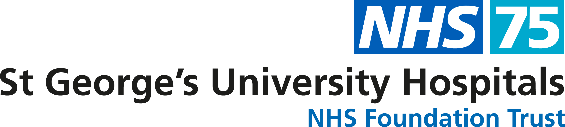 NHS 75
St George's University Hospitals
NHS Foundation Trust